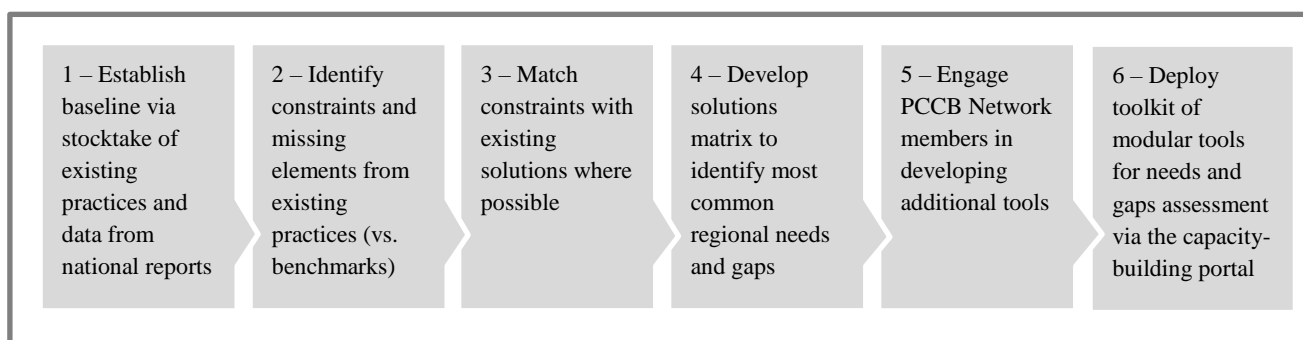 1 – Establish
baseline via
stocktake of
existing
practices and
data from
national reports
2 – Identify
constraints and
missing
elements from
existing
practices (vs.
benchmarks)
3 – Match
constraints with
existing
solutions where
possible
4 – Develop
solutions
matrix to
identify most
common
regional needs
and gaps
5 – Engage
PCCB Network
members in
developing
additional tools
6 – Deploy
toolkit of
modular tools
for needs and
gaps assessment
via the capacity-
building portal